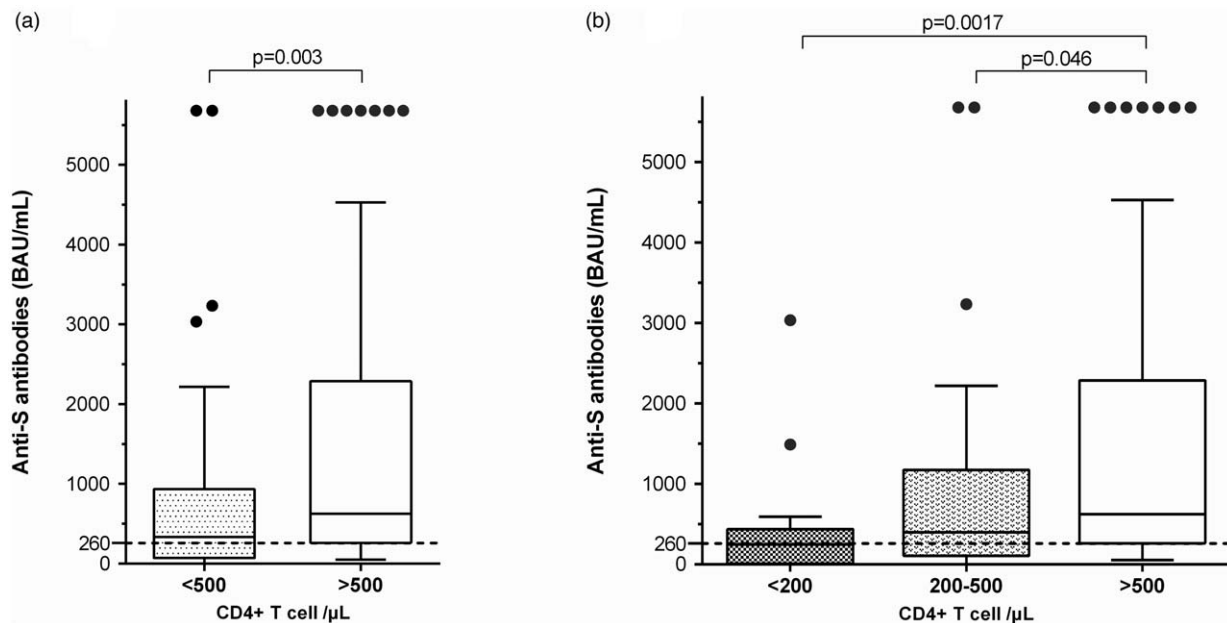 (a)
p=0.003
Anti-S antibodies (BAU/mL)
5000
4000
3000
2000
1000
260
0
<500
>500
CD4+ T cell /µL
(b)
p=0.0017
p=0.046
Anti-S antibodies (BAU/mL)
5000
4000
3000
2000
1000
260
0
<200
200-500
>500
CD4+ T cell /µL